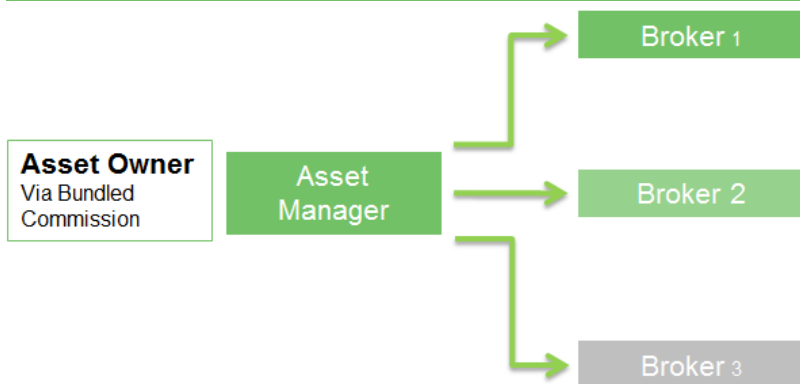 Broker 1
Asset Owner
Via Bundled
Commission
Asset
Manager
Broker 2
Broker 3